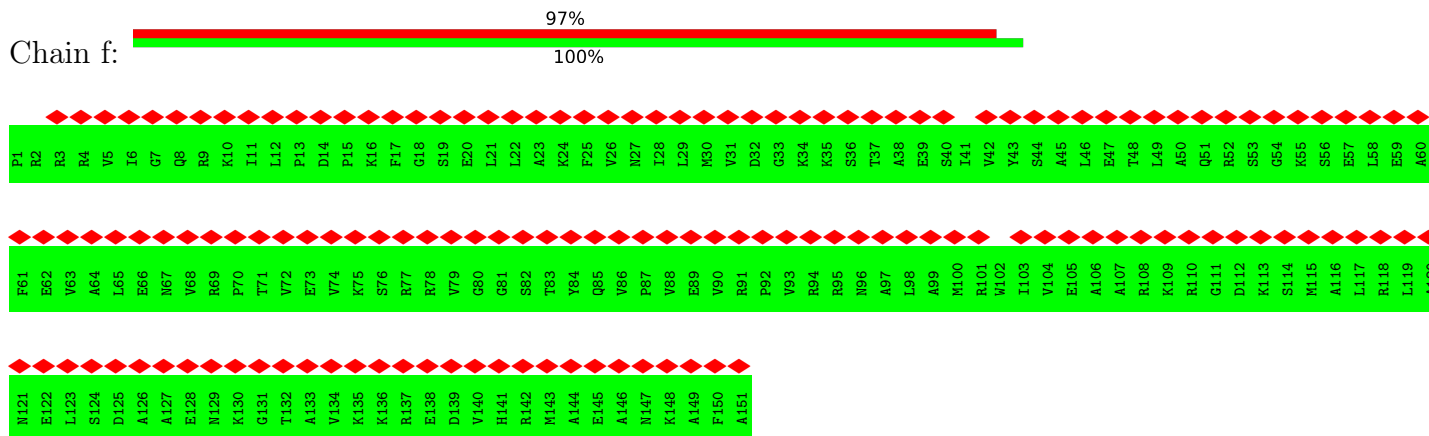 97%
Chain f:
100%
P1 R2 R3 R4 V5 I6 G7 Q8 R9 K10 I11 L12 P13 D14 P15 K16 F17 G18 S19 E20 L21 L22 A23 K24 F25 V26 N27 I28 L29 M30 V31 D32 G33 K34 K35 S36 T37 A38 E39 S40 I41 V42 Y43 S44 A45 L46 E47 T48 L49 A50 Q51 R52 S53 G54 K55 S56 E57 L58 E59 A60
F61 E62 V63 A64 L65 E66 N67 V68 R69 P70 T71 V72 E73 V74 K75 S76 R77 R78 V79 G80 G81 S82 T83 Y84 Q85 V86 P87 V88 E89 V90 R91 P92 V93 R94 R95 N96 A97 L98 A99 M100 R101 W102 I103 V104 E105 A106 A107 R108 K109 R110 G111 D112 K113 S114 M115 A116 L117 R118 L119
N121 E122 L123 S124 D125 A126 A127 E128 N129 K130 G131 T132 A133 V134 K135 K136 R137 E138 D139 V140 H141 R142 M143 A144 E145 A146 N147 K148 A149 F150 A151